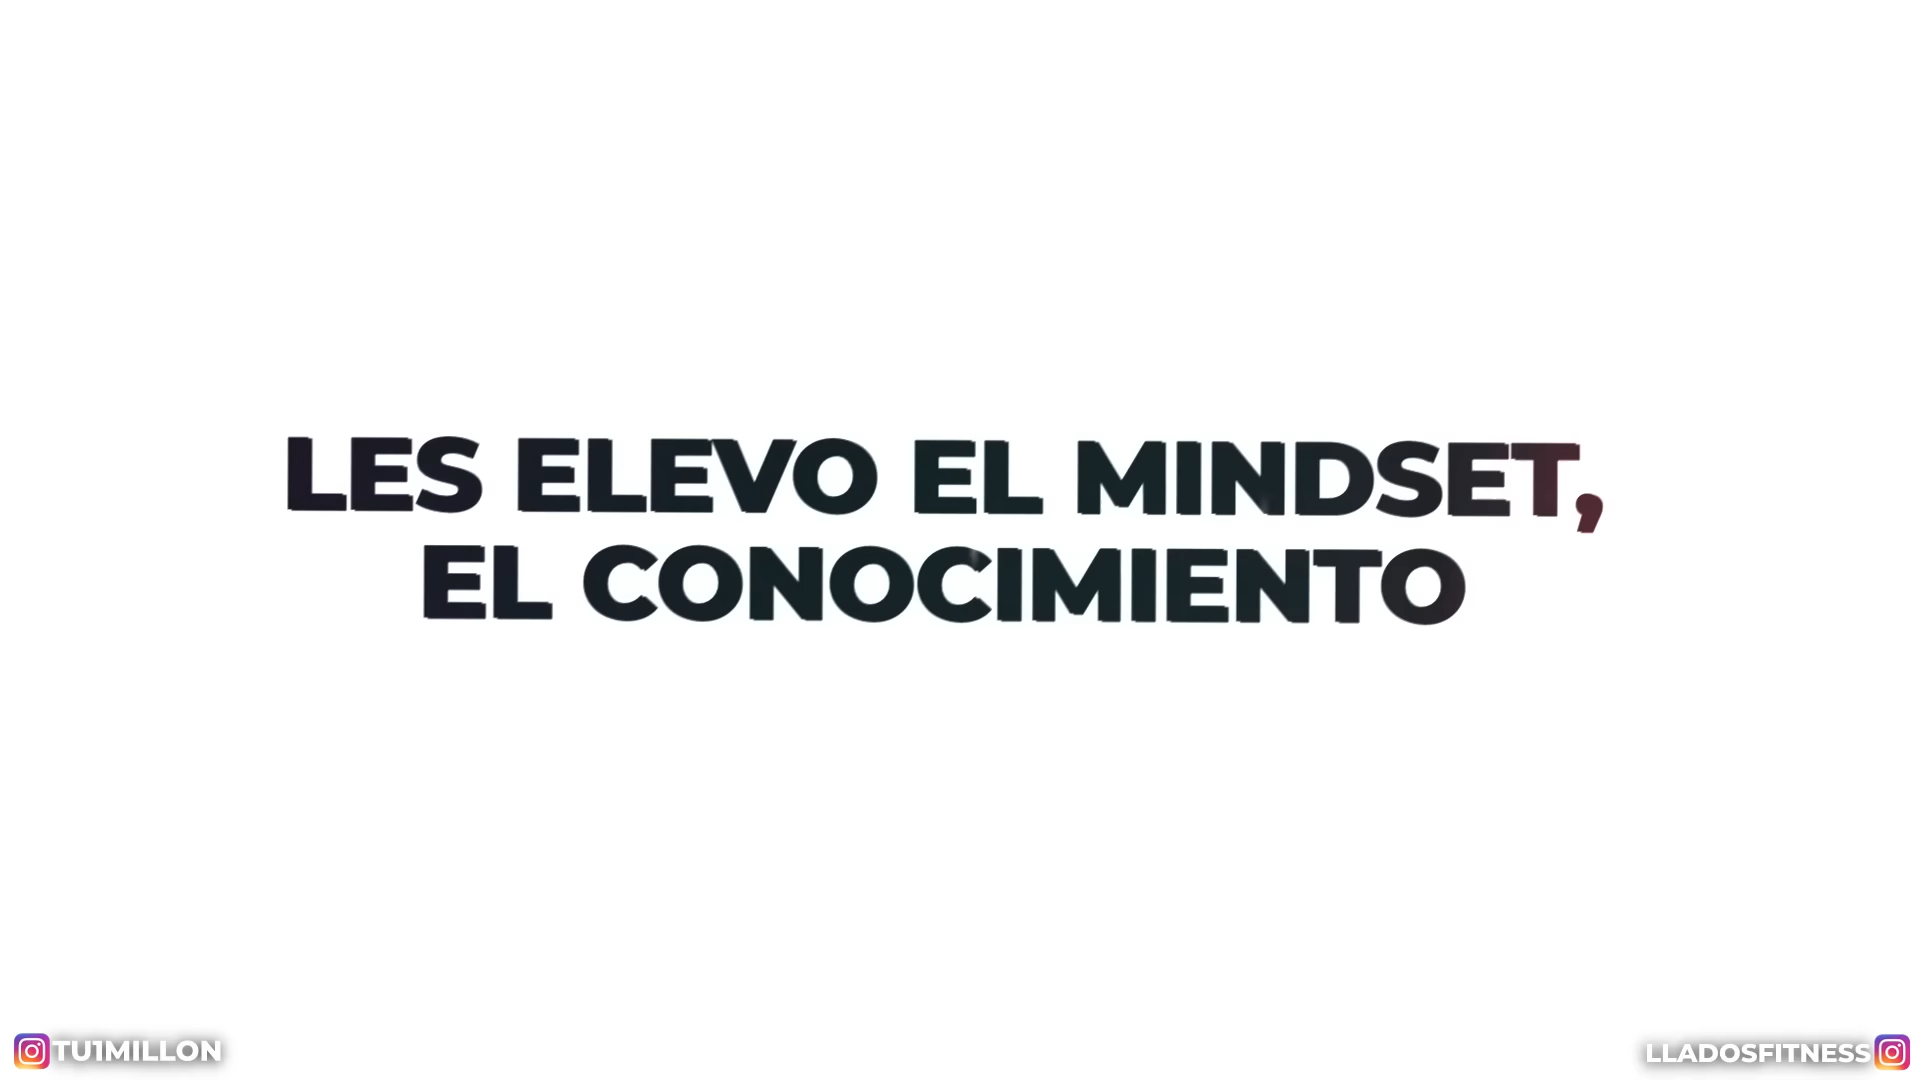 LES ELEVO EL MINDSET,
EL CONOCIMIENTO
TU1MILLON
LLADOSFITNESS